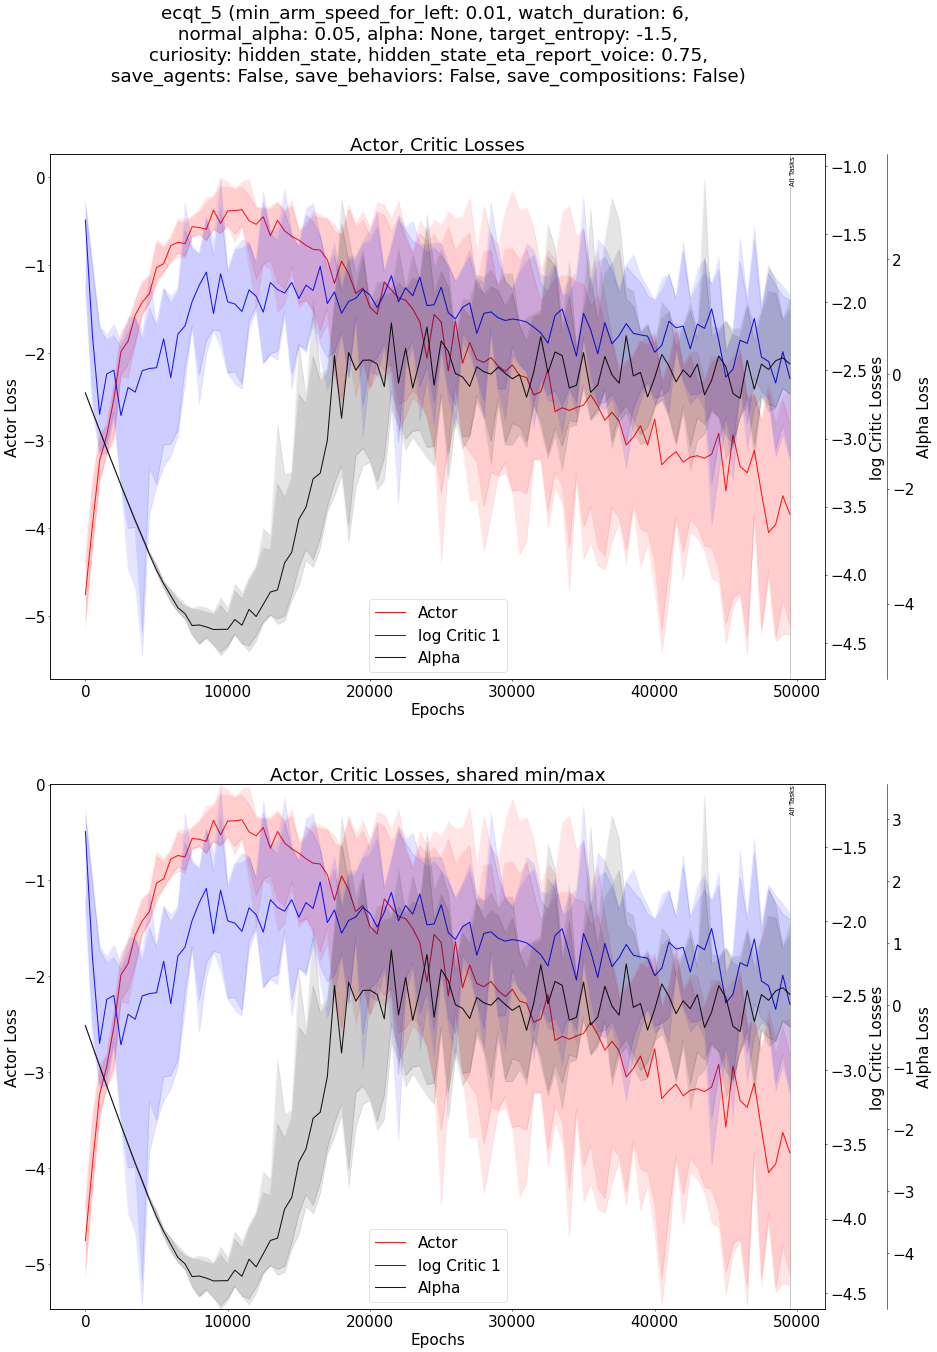 ecqt_5 (min_arm_speed_for_left: 0.01, watch_duration: 6,
normal_alpha: 0.05, alpha: None, target_entropy: -1.5,
curiosity: hidden_state, hidden_state_eta_report_voice: 0.75,
save_agents: False, save_behaviors: False, save_compositions: False)
Actor, Critic Losses
All Tasks
Actor Loss
0
−1
−2
−3
−4
−5
−1.0
−1.5
−2.0
−2.5
−3.0
−3.5
−4.0
−4.5
log Critic Losses
2
0
−2
−4
Alpha Loss
Actor
log Critic 1
Alpha
0 10000 20000 30000 40000 50000
Epochs
Actor, Critic Losses, shared min/max
All Tasks
Actor Loss
0
−1
−2
−3
−4
−5
−1.5
−2.0
−2.5
−3.0
−3.5
−4.0
−4.5
log Critic Losses
3
2
1
0
−1
−2
−3
−4
Alpha Loss
Actor
log Critic 1
Alpha
0 10000 20000 30000 40000 50000
Epochs